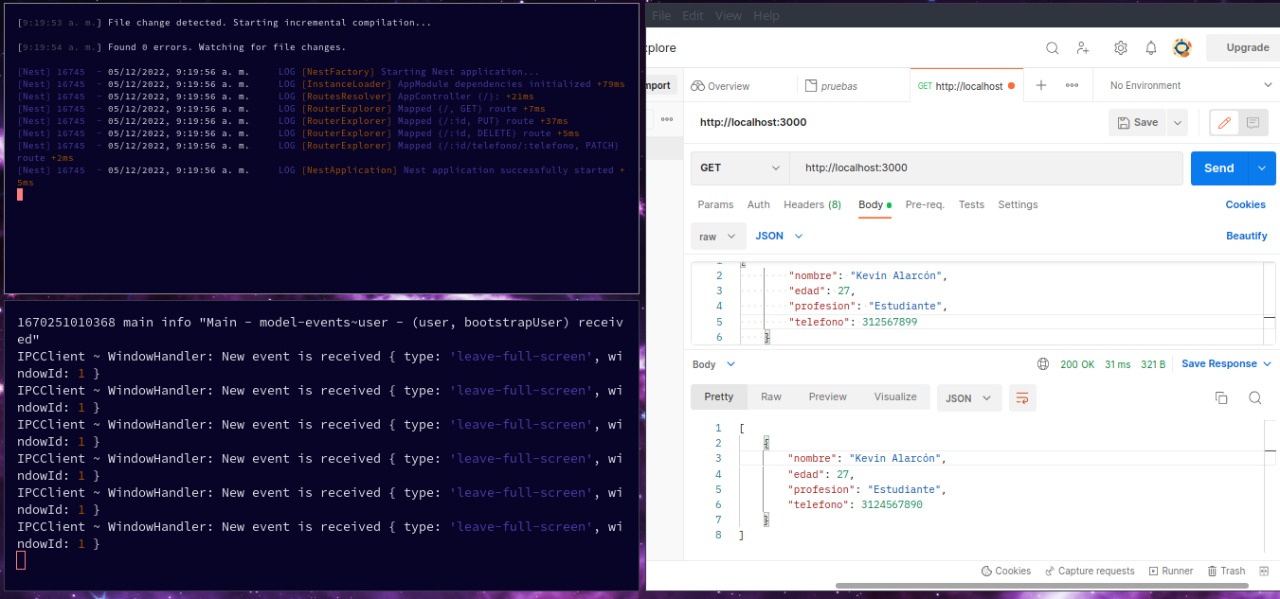 [9:19:53 a. m.] File change detected. Starting incremental compilation...
[9:19:54 a. m.] Found 0 errors. Watching for file changes.
[Nest] 16745  - 05/12/2022, 9:19:56 a. m.     LOG [NestFactory] Starting Nest application...
[Nest] 16745  - 05/12/2022, 9:19:56 a. m.     LOG [InstanceLoader] AppModule dependencies initialized +79ms
[Nest] 16745  - 05/12/2022, 9:19:56 a. m.     LOG [RoutesResolver] AppController {/}: +21ms
[Nest] 16745  - 05/12/2022, 9:19:56 a. m.     LOG [RouterExplorer] Mapped {/, GET} route +7ms
[Nest] 16745  - 05/12/2022, 9:19:56 a. m.     LOG [RouterExplorer] Mapped {/:id, PUT} route +37ms
[Nest] 16745  - 05/12/2022, 9:19:56 a. m.     LOG [RouterExplorer] Mapped {/:id, DELETE} route +5ms
[Nest] 16745  - 05/12/2022, 9:19:56 a. m.     LOG [RouterExplorer] Mapped {/:id/telefono/:telefono, PATCH}
route +2ms
[Nest] 16745  - 05/12/2022, 9:19:56 a. m.     LOG [NestApplication] Nest application successfully started +
5ms
1670251010368 main info "Main - model-events~user - (user, bootstrapUser) receiv
ed"
IPCClient ~ WindowHandler: New event is received { type: 'leave-full-screen', wi
ndowId: 1 }
IPCClient ~ WindowHandler: New event is received { type: 'leave-full-screen', wi
ndowId: 1 }
IPCClient ~ WindowHandler: New event is received { type: 'leave-full-screen', wi
ndowId: 1 }
IPCClient ~ WindowHandler: New event is received { type: 'leave-full-screen', wi
ndowId: 1 }
IPCClient ~ WindowHandler: New event is received { type: 'leave-full-screen', wi
ndowId: 1 }
IPCClient ~ WindowHandler: New event is received { type: 'leave-full-screen', wi
ndowId: 1 }
File Edit View Help
xplore Upgrade
mport Overview pruebas GET http://localhost + No Environment
http://localhost:3000 Save
GET http://localhost:3000 Send
Params Auth Headers (8) Body Pre-req. Tests Settings Cookies
raw JSON Beautify
1 {
2 "nombre": "Kevin Alarcón",
3 "edad": 27,
4 "profesion": "Estudiante",
5 "telefono": 312567899
6 }
Body 200 OK 31 ms 321 B Save Response
Pretty Raw Preview Visualize JSON
1 [
2 {
3 "nombre": "Kevin Alarcón",
4 "edad": 27,
5 "profesion": "Estudiante",
6 "telefono": 3124567890
7 }
8 ]
Cookies Capture requests Runner Trash